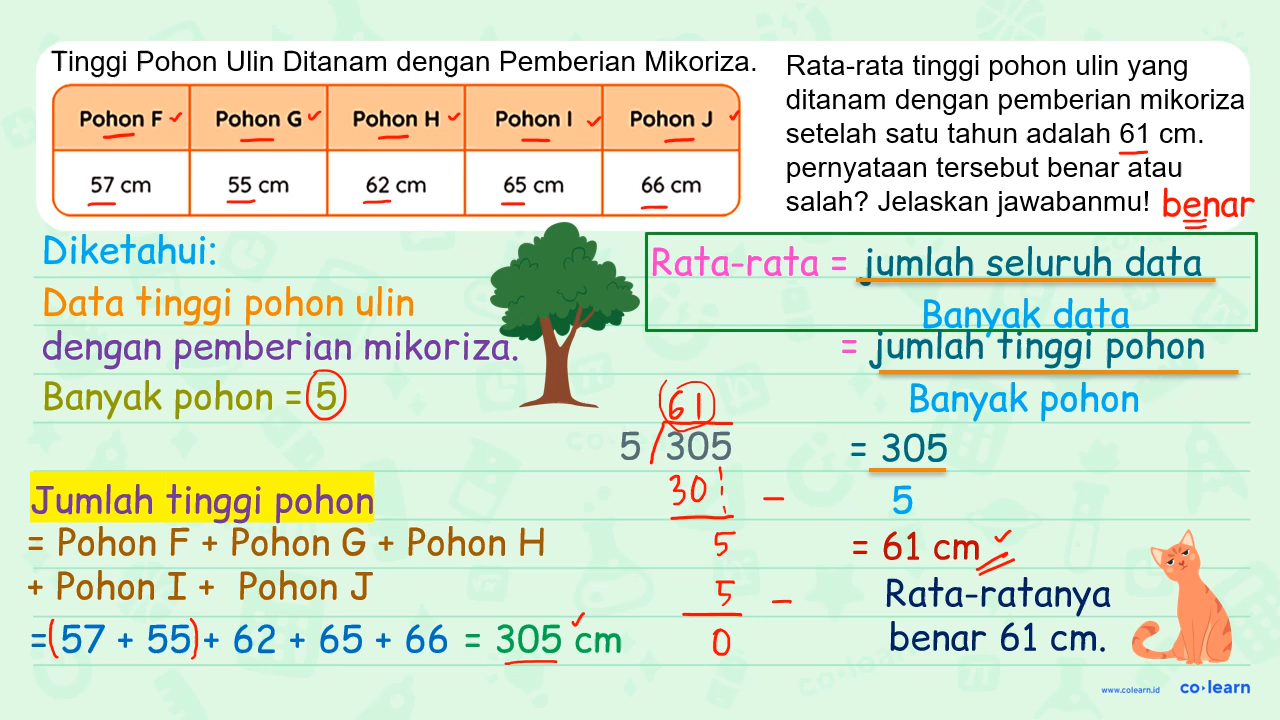 Tinggi Pohon Ulin Ditanam dengan Pemberian Mikoriza.
Pohon F Pohon G Pohon H Pohon I Pohon J
57 cm 55 cm 62 cm 65 cm 66 cm
Rata-rata tinggi pohon ulin yang
ditanam dengan pemberian mikoriza
setelah satu tahun adalah 61 cm.
pernyataan tersebut benar atau
salah? Jelaskan jawabanmu! benar
Diketahui:
Data tinggi pohon ulin
dengan pemberian mikoriza.
Banyak pohon = 5
Jumlah tinggi pohon
= Pohon F + Pohon G + Pohon H
+ Pohon I + Pohon J
= (57 + 55) + 62 + 65 + 66 = 305 cm
61
5 305
30 -
5
5 -
0
Rata-rata = jumlah seluruh data
Banyak data
= jumlah tinggi pohon
Banyak pohon
= 305
5
= 61 cm
Rata-ratanya
benar 61 cm.
www.colearn.id co learn